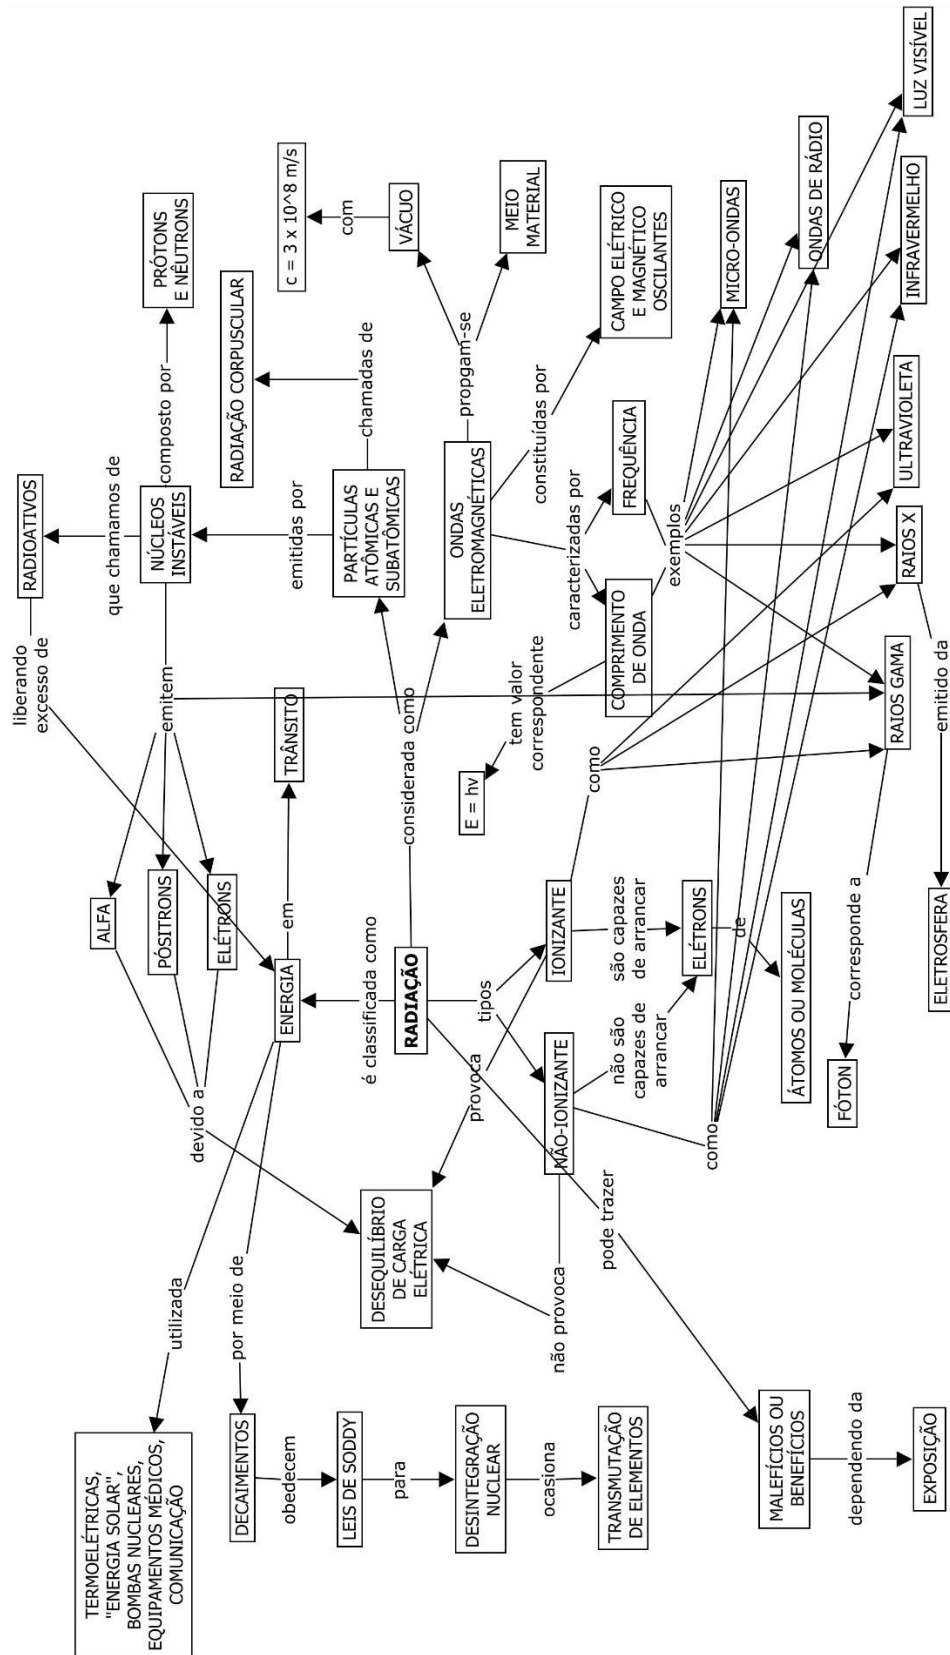 TERMOELÉTRICAS,
"ENERGIA SOLAR",
BOMBAS NUCLEARES,
EQUIPAMENTOS MÉDICOS,
COMUNICAÇÃO
utilizada
DECAIMENTOS
por meio de
obedecem
LEIS DE SODDY
para
DESINTEGRAÇÃO
NUCLEAR
ocasiona
TRANSMUTAÇÃO
DE ELEMENTOS
MALEFÍCIOS OU
BENEFÍCIOS
dependendo da
EXPOSIÇÃO
pode trazer
DESEQUILÍBRIO
DE CARGA
ELÉTRICA
não provoca
provoca
devido a
ALFA
PÓSITRONS
ELÉTRONS
ENERGIA
em
TRÂNSITO
é classificada como
RADIAÇÃO
tipos
NÃO-IONIZANTE
IONIZANTE
não são
capazes de
arrancar
são capazes
de arrancar
ELÉTRONS
de
ÁTOMOS OU MOLÉCULAS
como
como
FÓTON
corresponde a
ELETROSFERA
emitido da
liberando
excesso de
RADIOATIVOS
que chamamos de
emitem
NÚCLEOS
INSTÁVEIS
composto por
PRÓTONS
E NÊUTRONS
emitidas por
PARTÍCULAS
ATÔMICAS E
SUBATÔMICAS
chamadas de
RADIAÇÃO CORPUSCULAR
considerada como
ONDAS
ELETROMAGNÉTICAS
propgam-se
VÁCUO
com
c = 3 x 10^8 m/s
MEIO
MATERIAL
constituídas por
CAMPO ELÉTRICO
E MAGNÉTICO
OSCILANTES
caracterizadas por
FREQUÊNCIA
COMPRIMENTO
DE ONDA
tem valor
correspondente
E = hv
exemplos
MICRO-ONDAS
ONDAS DE RÁDIO
LUZ VISÍVEL
INFRAVERMELHO
ULTRAVIOLETA
RAIOS X
RAIOS GAMA